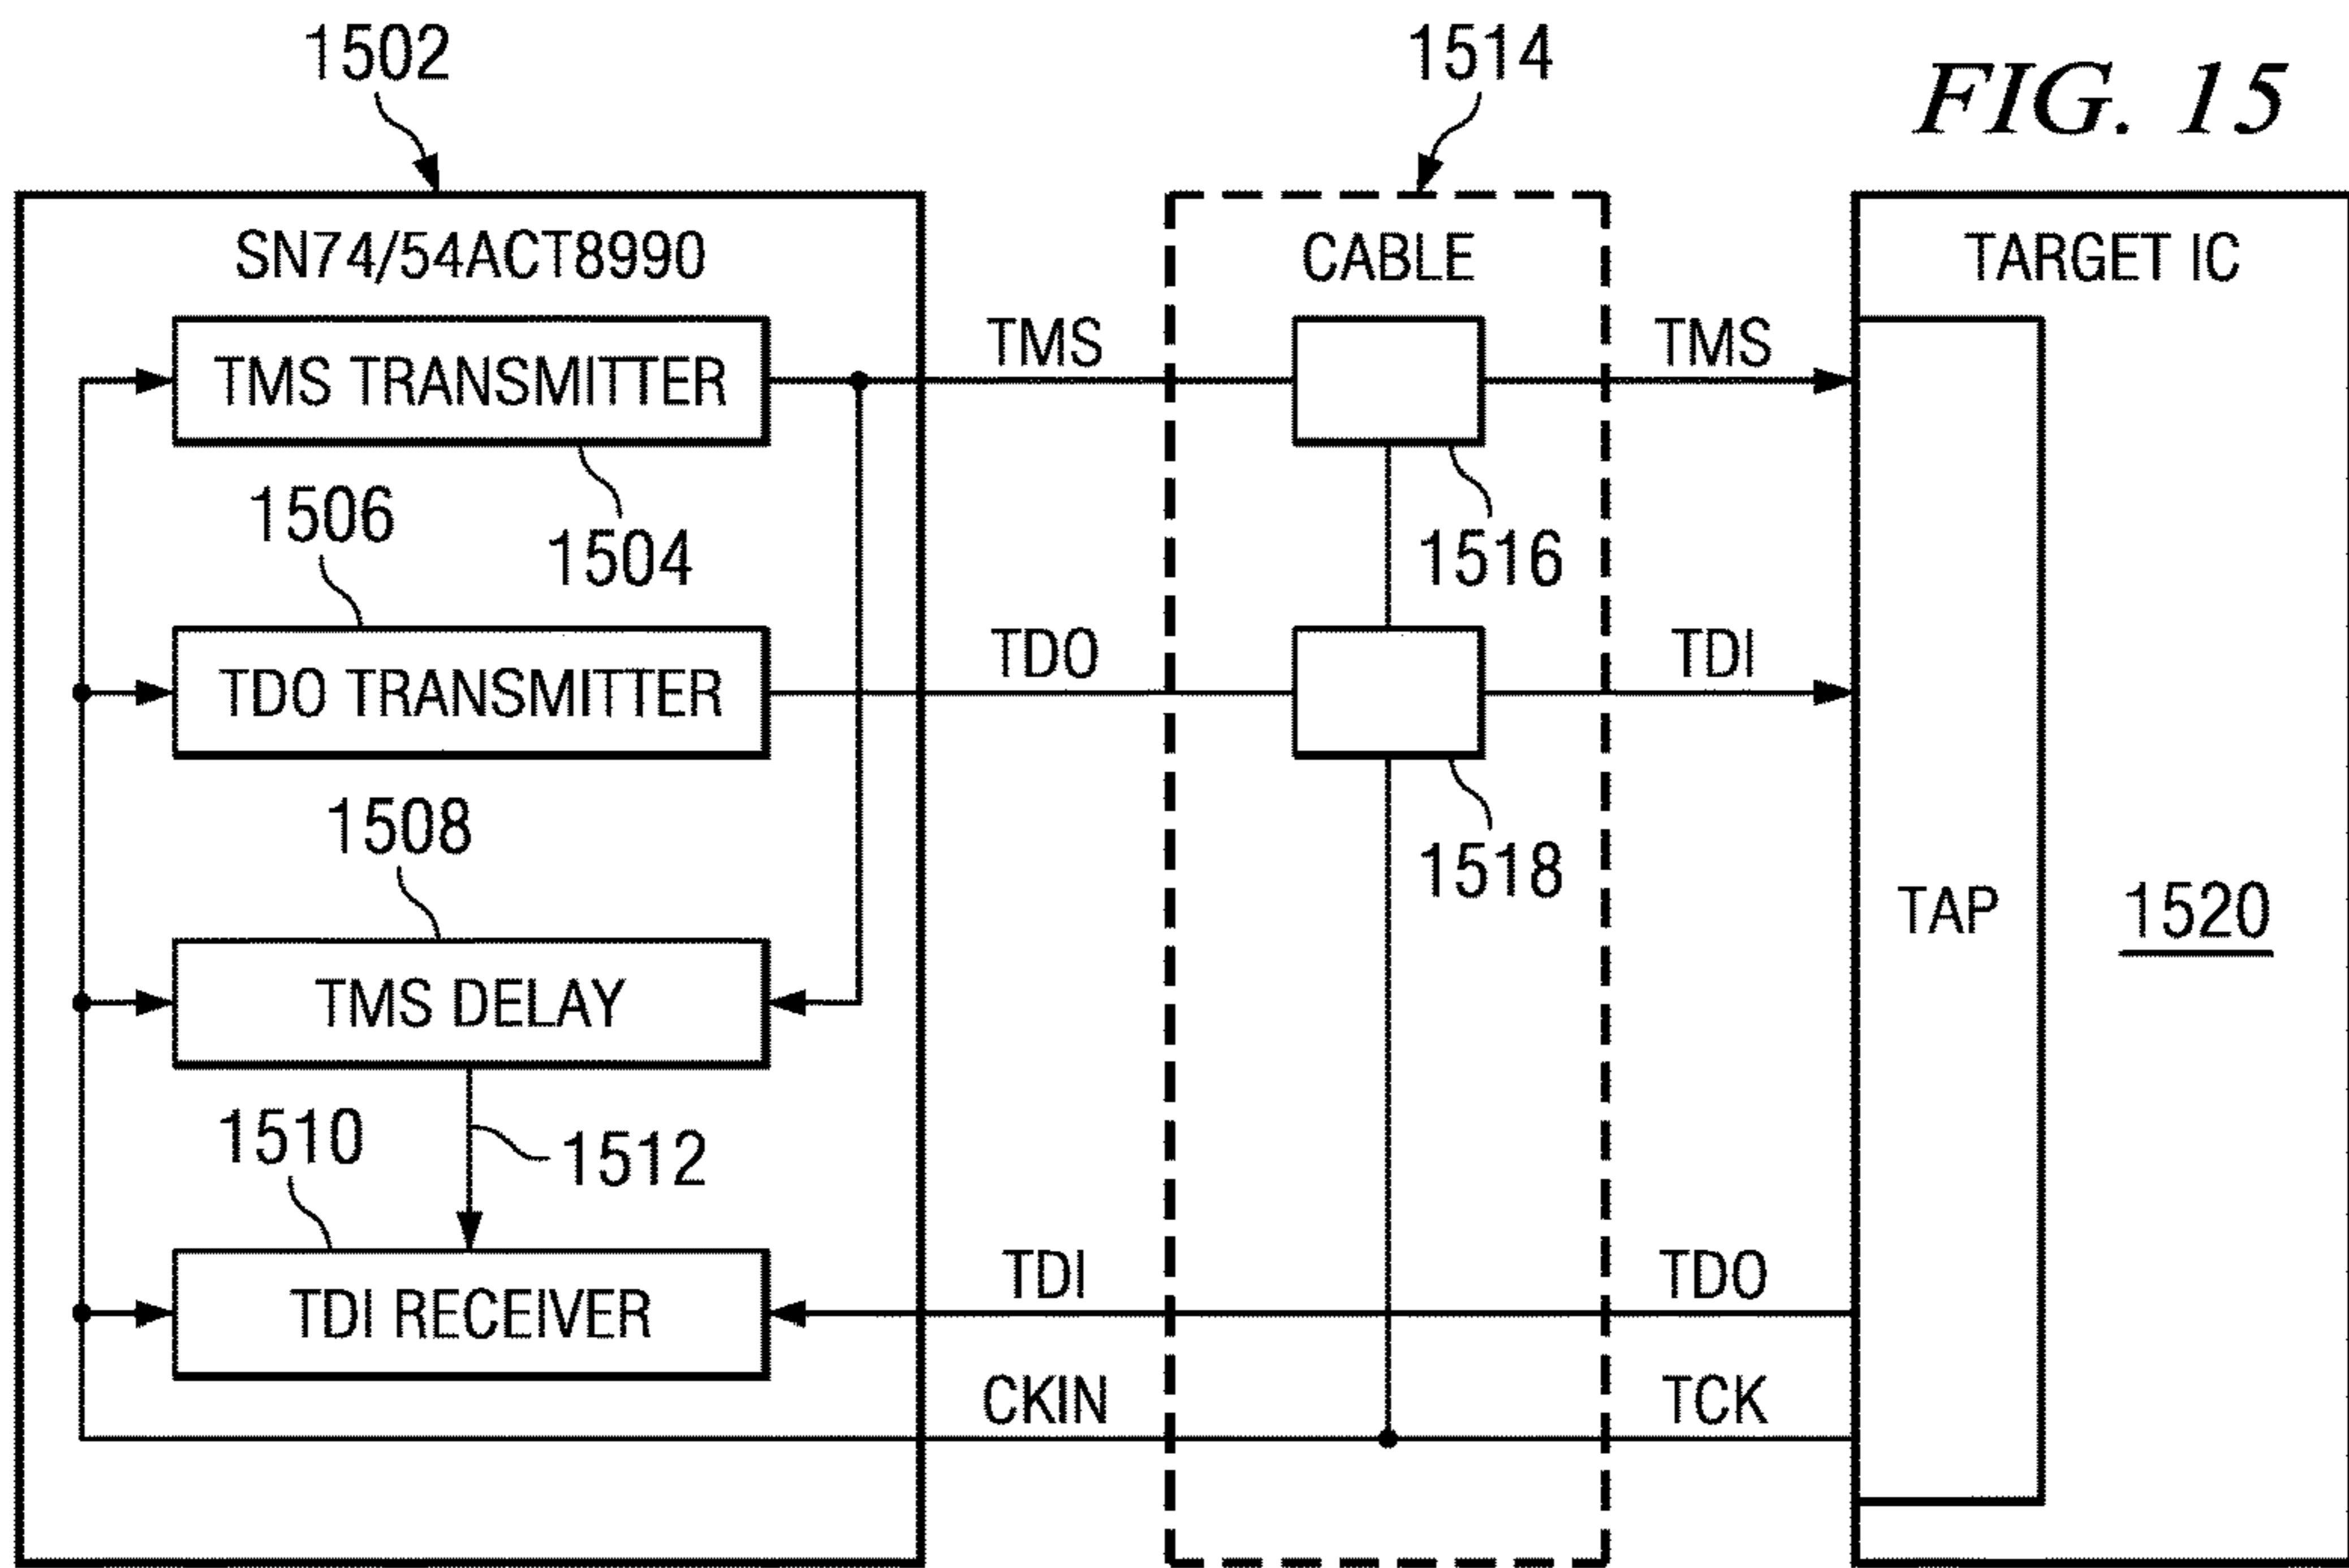 1502
1514
FIG. 15
SN74/54ACT8990
CABLE
TARGET IC
TMS TRANSMITTER
TMS
TMS
1506
1504
1516
TDO TRANSMITTER
TDO
TDI
1508
1518
TAP
1520
TMS DELAY
1510
1512
TDI RECEIVER
TDI
TDO
CKIN
TCK